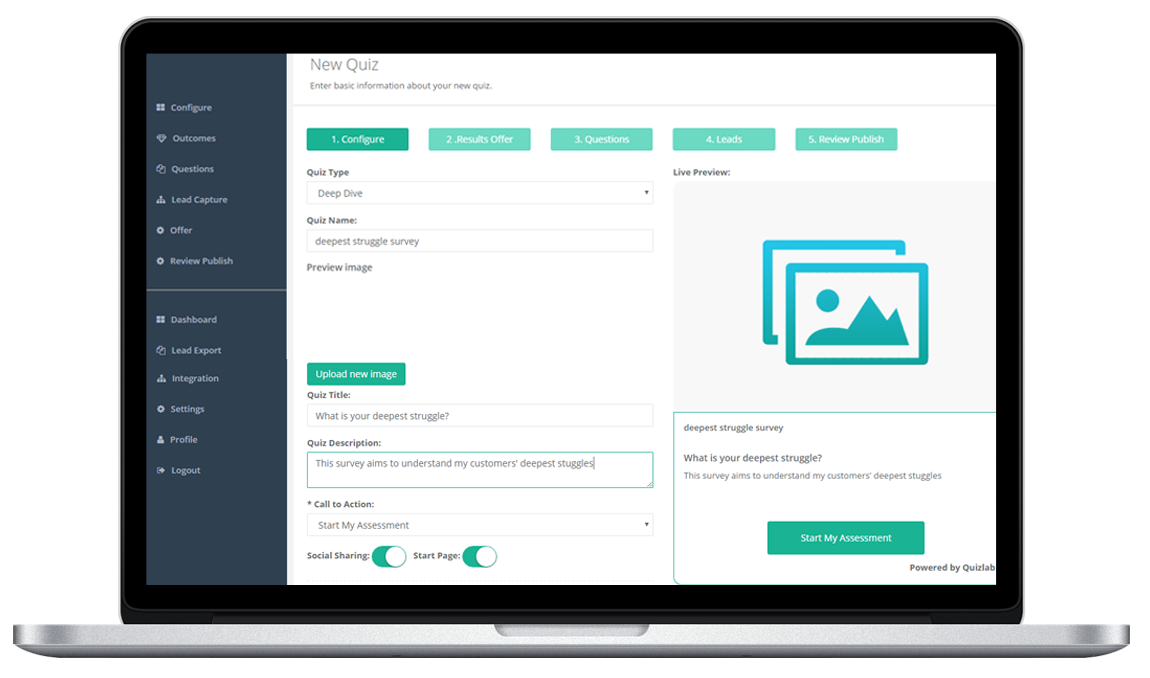 New Quiz
Enter basic information about your new quiz.
Configure
Outcomes
Questions
Lead Capture
Offer
Review Publish
Dashboard
Lead Export
Integration
Settings
Profile
Logout
1. Configure
2 .Results Offer
3. Questions
4. Leads
5. Review Publish
Quiz Type
Deep Dive
Quiz Name:
deepest struggle survey
Preview image
Upload new image
Quiz Title:
What is your deepest struggle?
Quiz Description:
This survey aims to understand my customers' deepest stuggles
* Call to Action:
Start My Assessment
Social Sharing:
Start Page:
Live Preview:
deepest struggle survey
What is your deepest struggle?
This survey aims to understand my customers' deepest stuggles
Start My Assessment
Powered by Quizlab